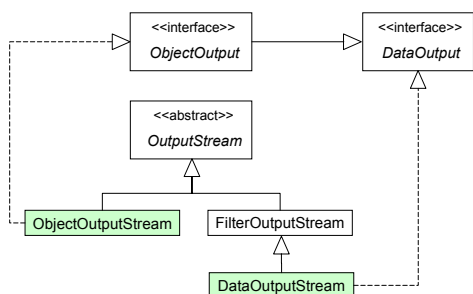 <<interface>>
ObjectOutput
<<interface>>
DataOutput
<<abstract>>
OutputStream
ObjectOutputStream
FilterOutputStream
DataOutputStream